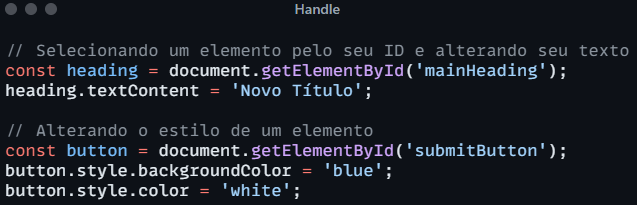 Handle
// Selecionando um elemento pelo seu ID e alterando seu texto
const heading = document.getElementById('mainHeading');
heading.textContent = 'Novo Título';
// Alterando o estilo de um elemento
const button = document.getElementById('submitButton');
button.style.backgroundColor = 'blue';
button.style.color = 'white';